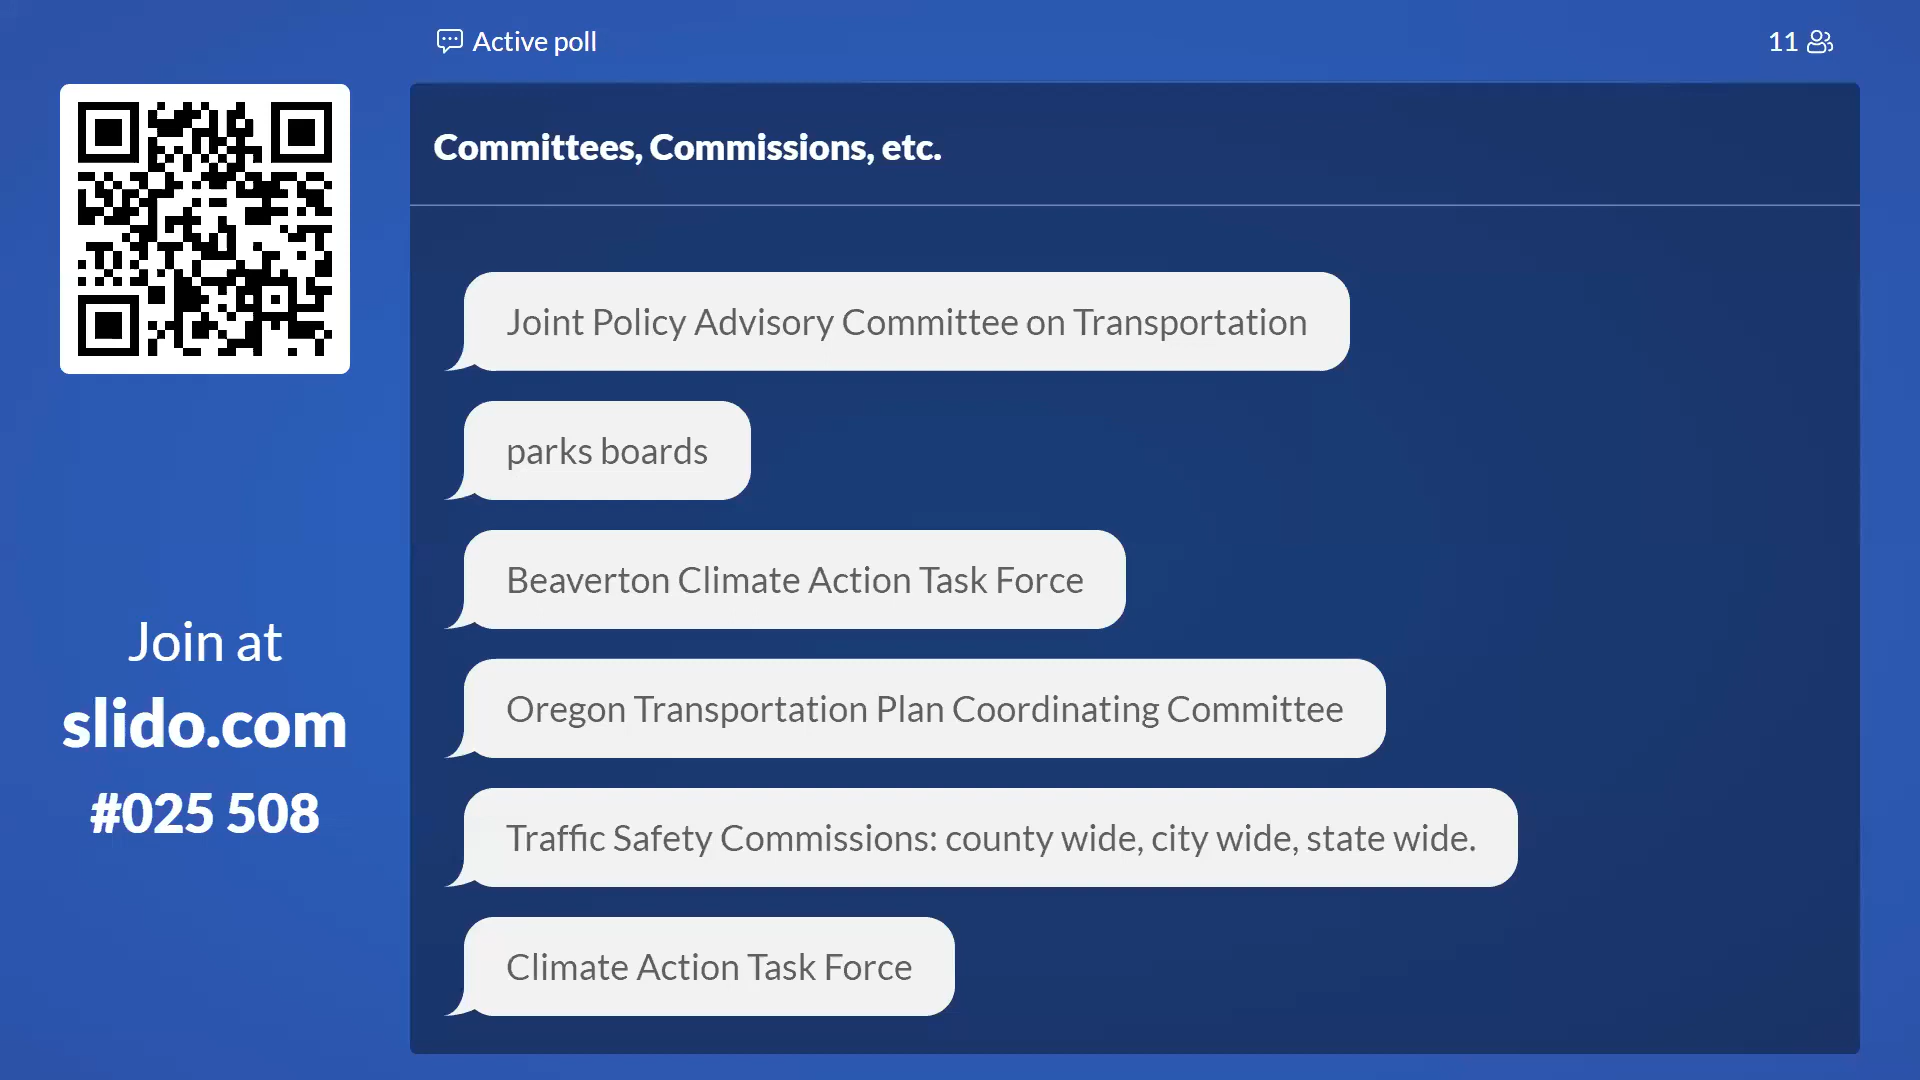 Active poll
11
Committees, Commissions, etc.
Joint Policy Advisory Committee on Transportation
parks boards
Beaverton Climate Action Task Force
Oregon Transportation Plan Coordinating Committee
Traffic Safety Commissions: county wide, city wide, state wide.
Climate Action Task Force
Join at
slido.com
#025 508